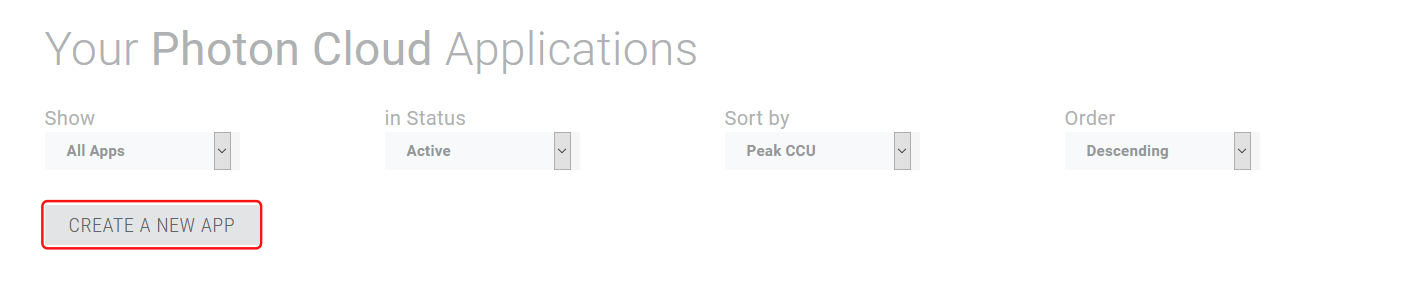 Your Photon Cloud Applications
Show in Status Sort by Order
All Apps Active Peak CCU Descending
CREATE A NEW APP